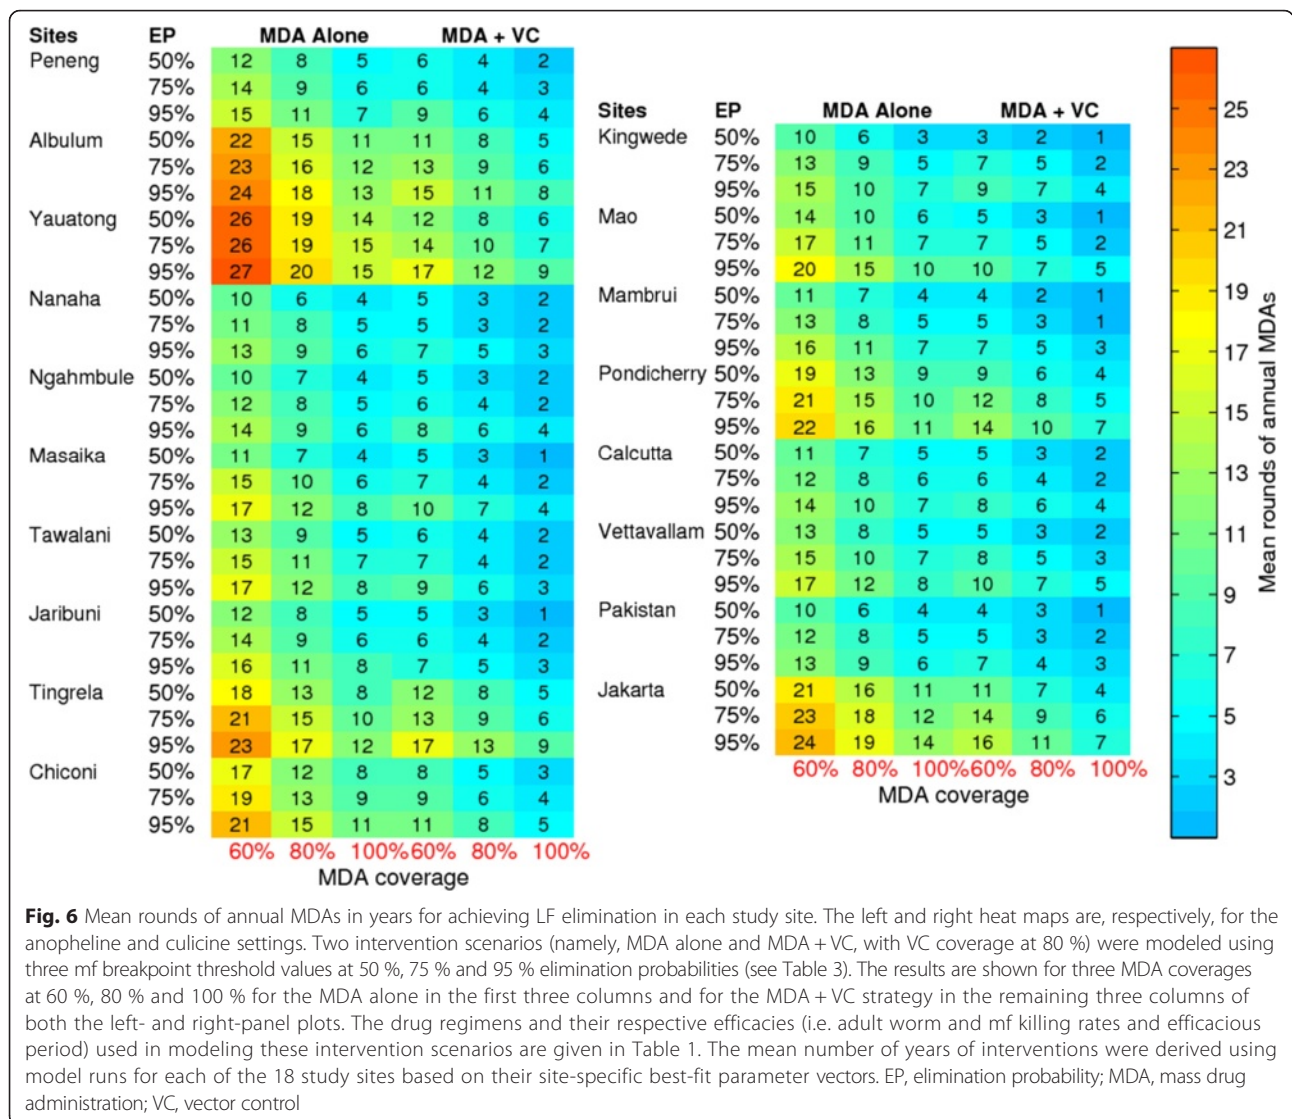 Sites EP MDA Alone MDA + VC
Peneng 50% 12 8 5 6 4 2
75% 14 9 6 6 4 3
95% 15 11 7 9 6 4
Albulum 50% 22 15 11 11 8 5
75% 23 16 12 13 9 6
95% 24 18 13 15 11 8
Yauatong 50% 26 19 14 12 8 6
75% 26 19 15 14 10 7
95% 27 20 15 17 12 9
Nanaha 50% 10 6 4 5 3 2
75% 11 8 5 5 3 2
95% 13 9 6 7 5 3
Ngahmbule 50% 10 7 4 5 3 2
75% 12 8 5 6 4 2
95% 14 9 6 8 6 4
Masaika 50% 11 7 4 5 3 1
75% 15 10 6 7 4 2
95% 17 12 8 10 7 4
Tawalani 50% 13 9 5 6 4 2
75% 15 11 7 7 4 2
95% 17 12 8 9 6 3
Jaribuni 50% 12 8 5 5 3 1
75% 14 9 6 6 4 2
95% 16 11 8 7 5 3
Tingrela 50% 18 13 8 12 8 5
75% 21 15 10 13 9 6
95% 23 17 12 17 13 9
Chiconi 50% 17 12 8 8 5 3
75% 19 13 9 9 6 4
95% 21 15 11 11 8 5
60% 80% 100% 60% 80% 100%
MDA coverage
Sites EP MDA Alone MDA + VC
Kingwede 50% 10 6 3 3 2 1
75% 13 9 5 7 5 2
95% 15 10 7 9 7 4
Mao 50% 14 10 6 5 3 1
75% 17 11 7 7 5 2
95% 20 15 10 10 7 5
Mambrui 50% 11 7 4 4 2 1
75% 13 8 5 5 3 1
95% 16 11 7 7 5 3
Pondicherry 50% 19 13 9 9 6 4
75% 21 15 10 12 8 5
95% 22 16 11 14 10 7
Calcutta 50% 11 7 5 5 3 2
75% 12 8 6 6 4 2
95% 14 10 7 8 6 4
Vettavallam 50% 13 8 5 5 3 2
75% 15 10 7 8 5 3
95% 17 12 8 10 7 5
Pakistan 50% 10 6 4 4 3 1
75% 12 8 5 5 3 2
95% 13 9 6 7 4 3
Jakarta 50% 21 16 11 11 7 4
75% 23 18 12 14 9 6
95% 24 19 14 16 11 7
60% 80% 100% 60% 80% 100%
MDA coverage
25
23
21
19
17
15
13
11
9
7
5
3
Mean rounds of annual MDAs
Fig. 6 Mean rounds of annual MDAs in years for achieving LF elimination in each study site. The left and right heat maps are, respectively, for the
anopheline and culicine settings. Two intervention scenarios (namely, MDA alone and MDA + VC, with VC coverage at 80 %) were modeled using
three mf breakpoint threshold values at 50 %, 75 % and 95 % elimination probabilities (see Table 3). The results are shown for three MDA coverages
at 60 %, 80 % and 100 % for the MDA alone in the first three columns and for the MDA + VC strategy in the remaining three columns of
both the left- and right-panel plots. The drug regimens and their respective efficacies (i.e. adult worm and mf killing rates and efficacious
period) used in modeling these intervention scenarios are given in Table 1. The mean number of years of interventions were derived using
model runs for each of the 18 study sites based on their site-specific best-fit parameter vectors. EP, elimination probability; MDA, mass drug
administration; VC, vector control